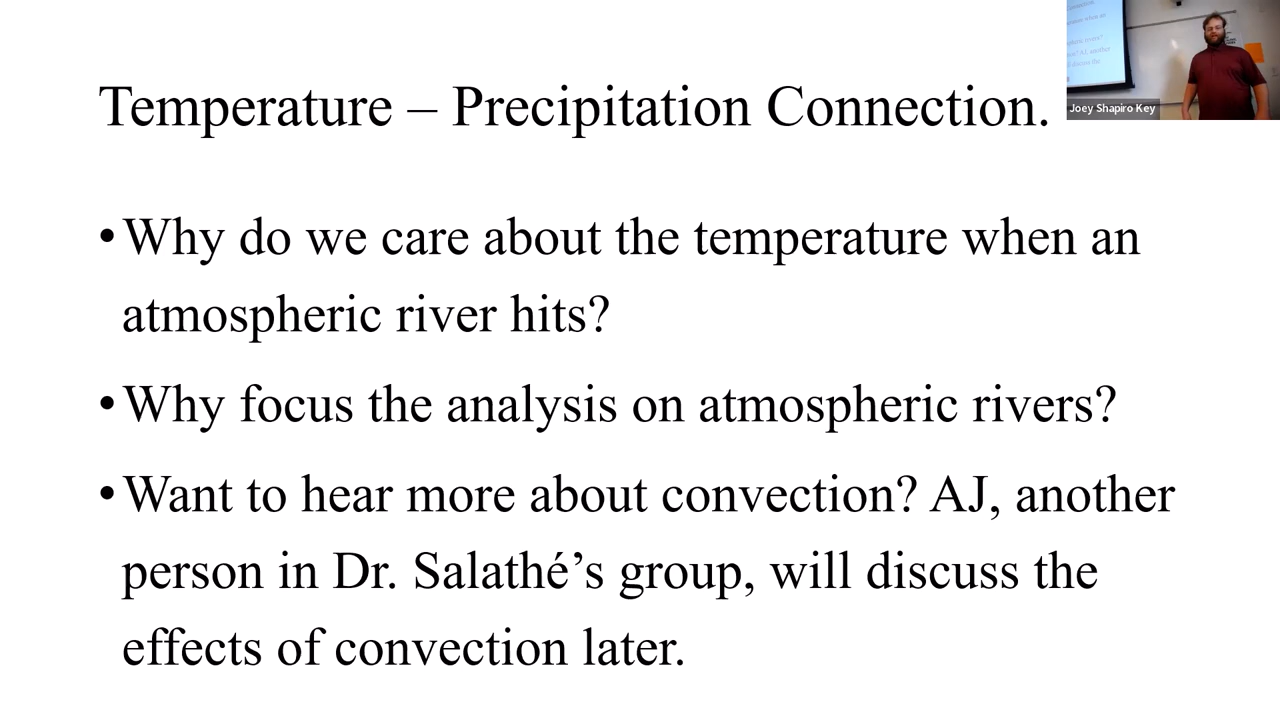 Temperature – Precipitation Connection.
Joey Shapiro Key
•Why do we care about the temperature when an
atmospheric river hits?
•Why focus the analysis on atmospheric rivers?
•Want to hear more about convection? AJ, another
person in Dr. Salathé’s group, will discuss the
effects of convection later.